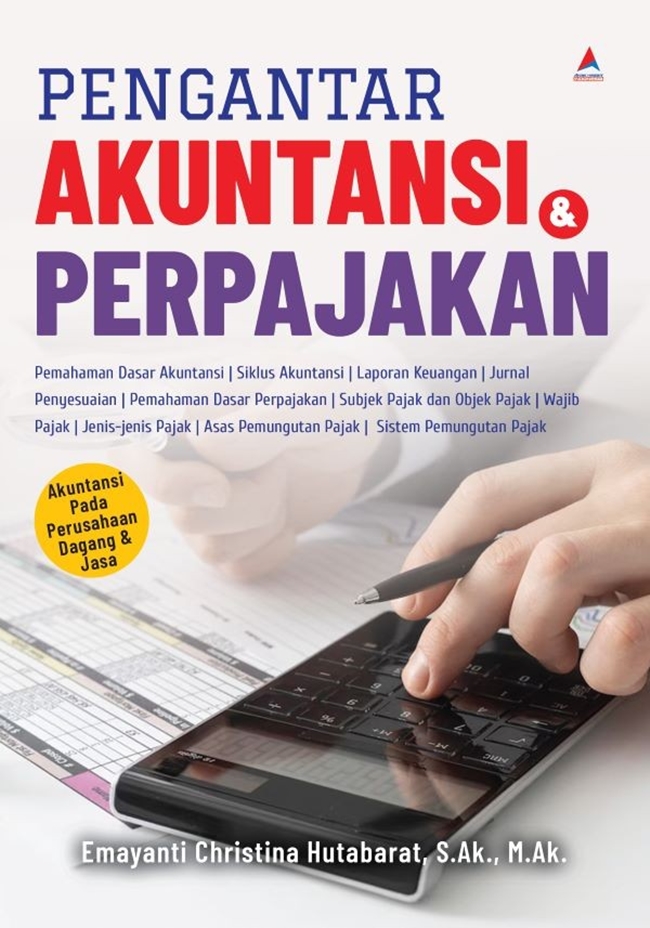 PENGANTAR
AKUNTANSI &
PERPAJAKAN
Pemahaman Dasar Akuntansi | Siklus Akuntansi | Laporan Keuangan | Jurnal
Penyesuaian | Pemahaman Dasar Perpajakan | Subjek Pajak dan Objek Pajak | Wajib
Pajak | Jenis-jenis Pajak | Asas Pemungutan Pajak | Sistem Pemungutan Pajak
Akuntansi
Pada
Perusahaan
Dagang &
Jasa
Emayanti Christina Hutabarat, S.Ak., M.Ak.